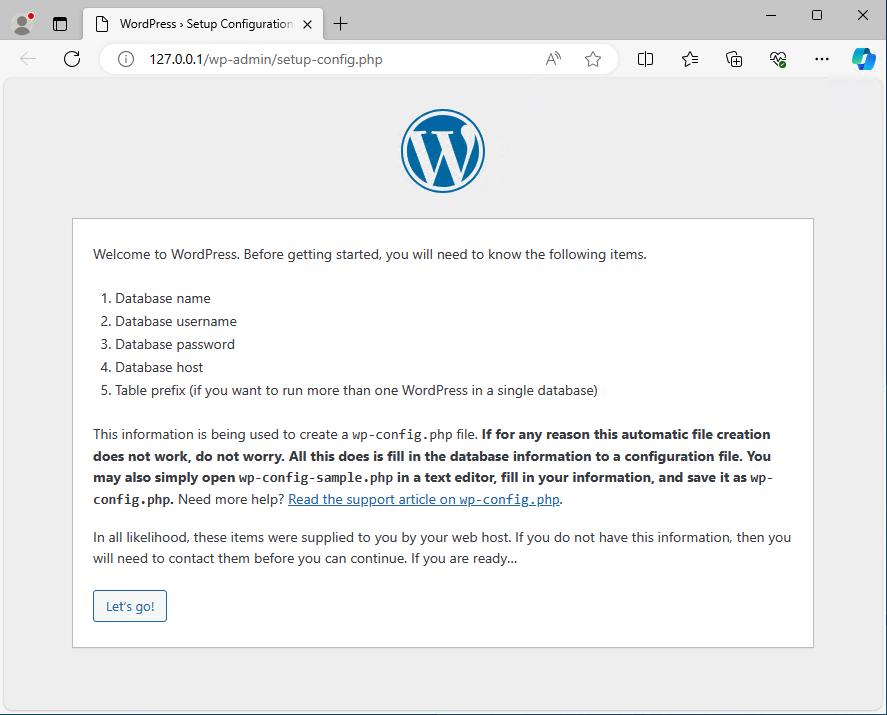 WordPress › Setup Configuration
127.0.0.1/wp-admin/setup-config.php
Welcome to WordPress. Before getting started, you will need to know the following items.
1. Database name
2. Database username
3. Database password
4. Database host
5. Table prefix (if you want to run more than one WordPress in a single database)
This information is being used to create a wp-config.php file. If for any reason this automatic file creation
does not work, do not worry. All this does is fill in the database information to a configuration file. You
may also simply open wp-config-sample.php in a text editor, fill in your information, and save it as wp-
config.php. Need more help? Read the support article on wp-config.php.
In all likelihood, these items were supplied to you by your web host. If you do not have this information, then you
will need to contact them before you can continue. If you are ready…
Let's go!